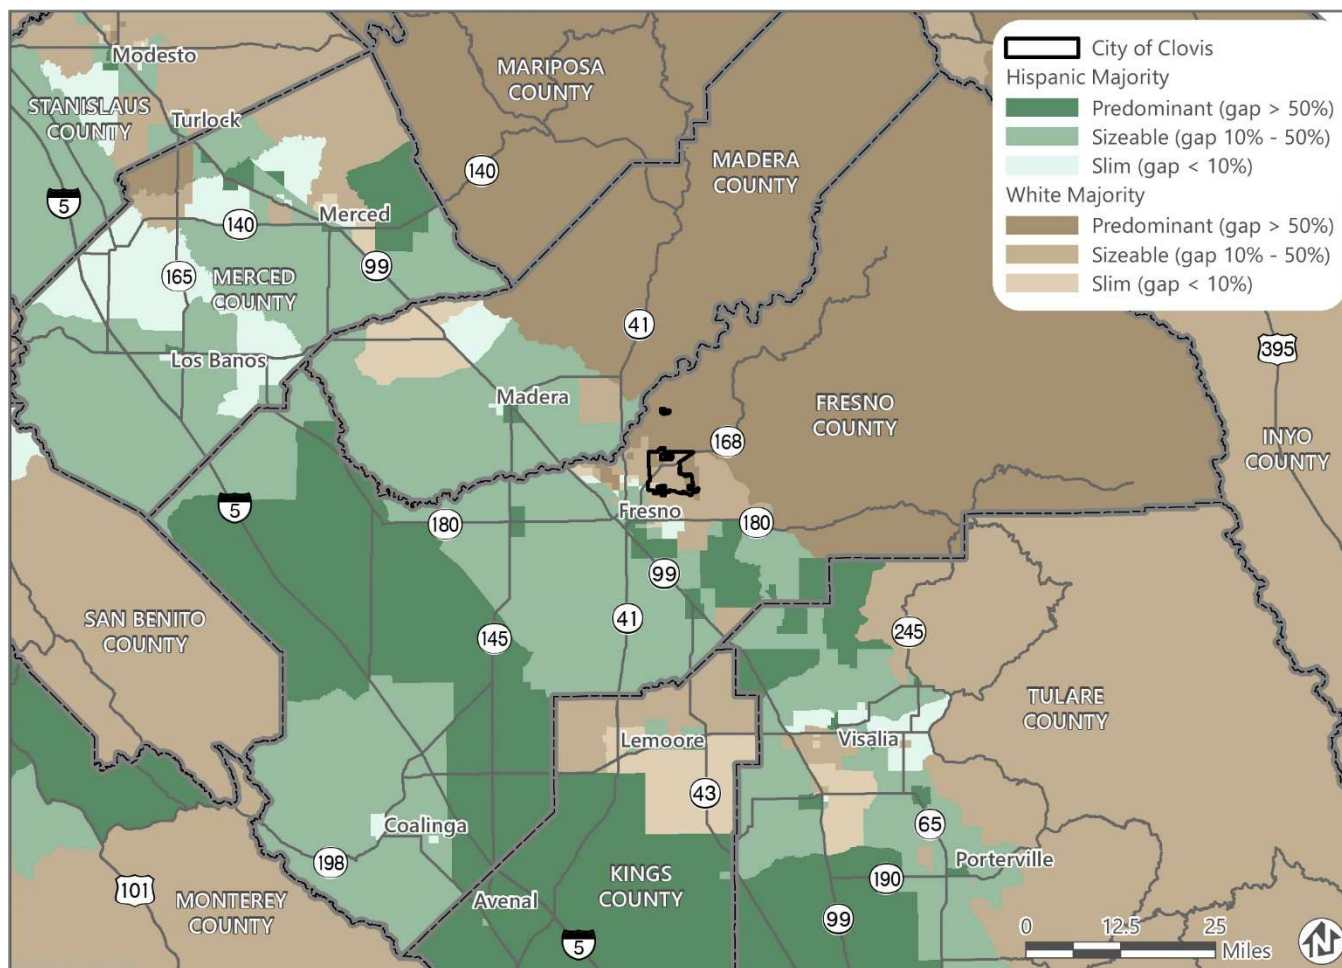 City of Clovis
Hispanic Majority
Predominant (gap > 50%)
Sizeable (gap 10% - 50%)
Slim (gap < 10%)
White Majority
Predominant (gap > 50%)
Sizeable (gap 10% - 50%)
Slim (gap < 10%)
Modesto
MARIPOSA
COUNTY
STANISLAUS
COUNTY
Turlock
140
MADERA
COUNTY
5
Merced
140
99
165
MERCED
COUNTY
41
395
Los Banos
Madera
FRESNO
COUNTY
INYO
COUNTY
168
5
180
Fresno
180
99
SAN BENITO
COUNTY
145
41
245
TULARE
COUNTY
Lemoore
Visalia
43
Coalinga
65
198
Porterville
101
MONTEREY
COUNTY
Avenal
KINGS
COUNTY
190
99
5
0 12.5 25
Miles
N